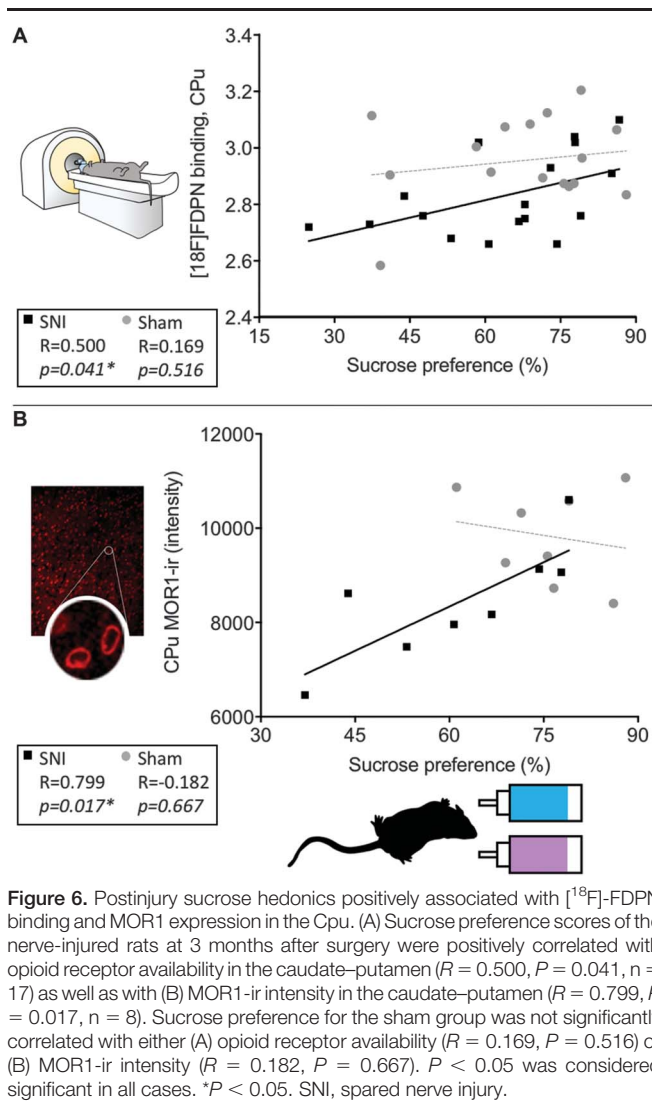 A
3.4
3.2
3.0
2.8
2.6
2.4
[18F]FDPN binding, CPu
15 30 45 60 75 90
Sucrose preference (%)
SNI Sham
R=0.500 R=0.169
p=0.041* p=0.516
B
12000
10000
8000
6000
CPu MOR1-ir (intensity)
30 45 60 75 90
Sucrose preference (%)
SNI Sham
R=0.799 R=-0.182
p=0.017* p=0.667
Figure 6. Postinjury sucrose hedonics positively associated with [18F]-FDPN
binding and MOR1 expression in the Cpu. (A) Sucrose preference scores of the
nerve-injured rats at 3 months after surgery were positively correlated with
opioid receptor availability in the caudate–putamen (R = 0.500, P = 0.041, n =
17) as well as with (B) MOR1-ir intensity in the caudate–putamen (R = 0.799, P
= 0.017, n = 8). Sucrose preference for the sham group was not significantly
correlated with either (A) opioid receptor availability (R = 0.169, P = 0.516) o
(B) MOR1-ir intensity (R = 0.182, P = 0.667). P < 0.05 was considered
significant in all cases. *P < 0.05. SNI, spared nerve injury.